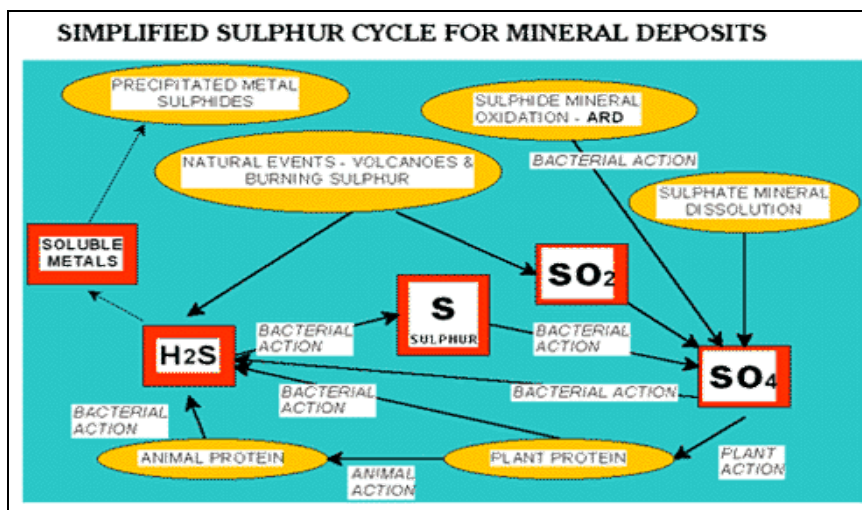 SIMPLIFIED SULPHUR CYCLE FOR MINERAL DEPOSITS
PRECIPITATED METAL
SULPHIDES
SULPHIDE MINERAL
OXIDATION - ARD
BACTERIAL ACTION
NATURAL EVENTS - VOLCANOES &
BURNING SULPHUR
SULPHATE MINERAL
DISSOLUTION
SOLUBLE
METALS
SO2
S
SULPHUR
BACTERIAL
ACTION
BACTERIAL
ACTION
H2S
SO4
BACTERIAL
ACTION
BACTERIAL ACTION
BACTERIAL
ACTION
ANIMAL PROTEIN
ANIMAL
ACTION
PLANT PROTEIN
PLANT
ACTION